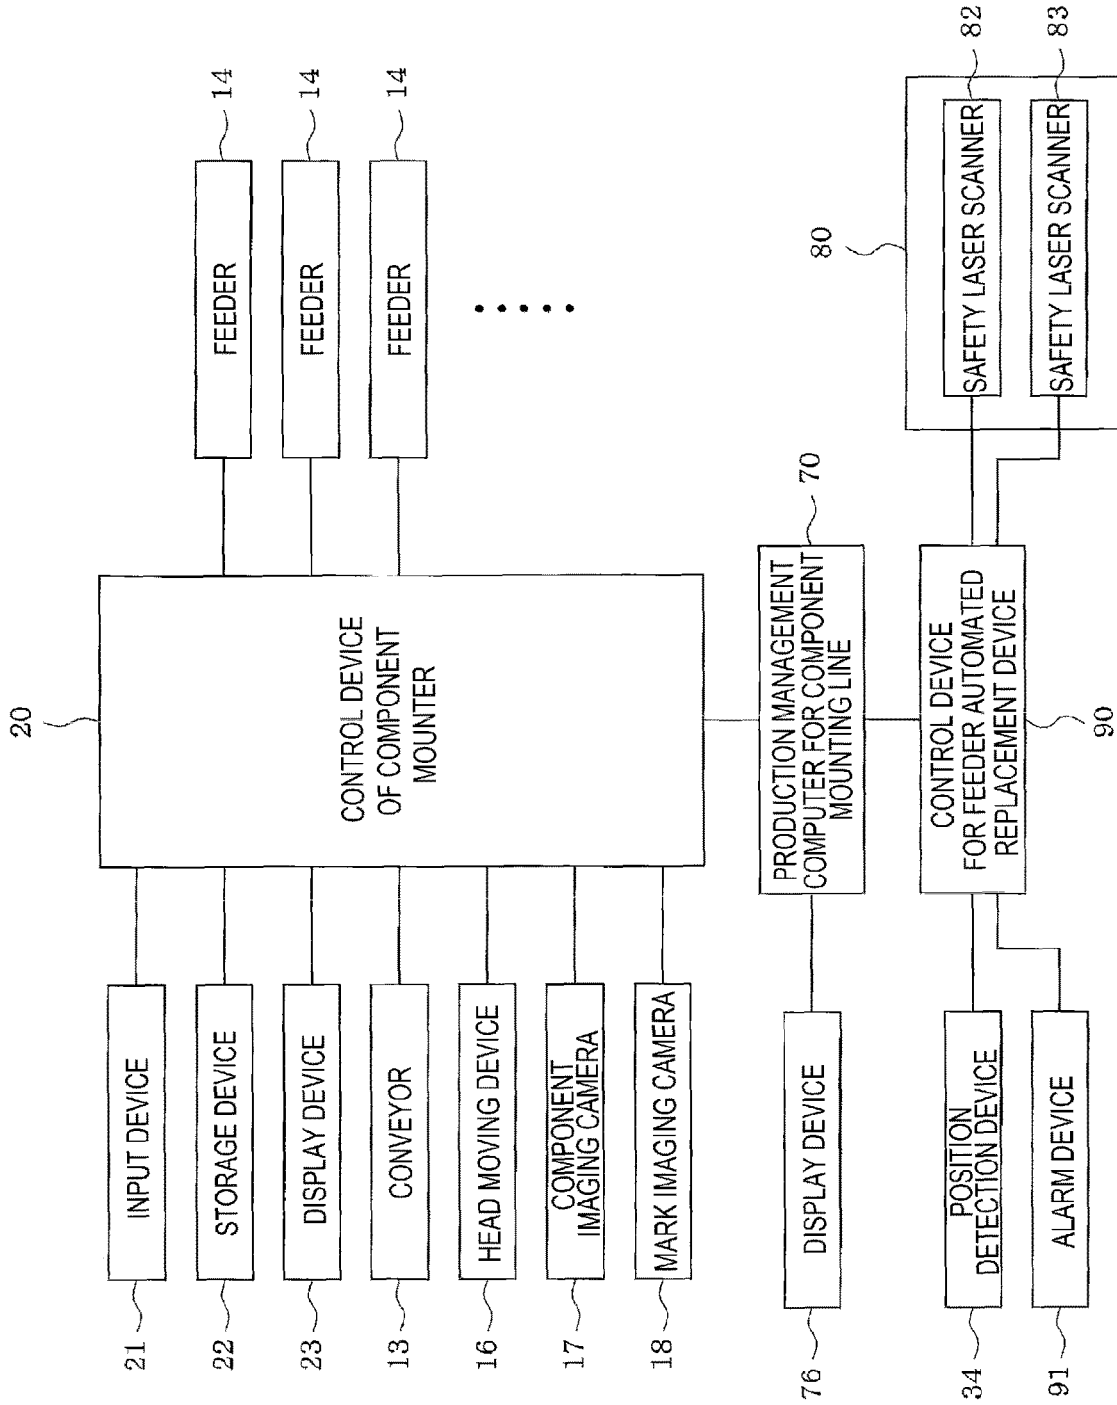 20
CONTROL DEVICE
OF COMPONENT
MOUNTER
INPUT DEVICE
21
STORAGE DEVICE
22
DISPLAY DEVICE
23
CONVEYOR
13
HEAD MOVING DEVICE
16
COMPONENT
IMAGING CAMERA
17
MARK IMAGING CAMERA
18
FEEDER
14
FEEDER
14
FEEDER
14
PRODUCTION MANAGEMENT
COMPUTER FOR COMPONENT
MOUNTING LINE
70
DISPLAY DEVICE
76
CONTROL DEVICE
FOR FEEDER AUTOMATED
REPLACEMENT DEVICE
90
POSITION
DETECTION DEVICE
34
ALARM DEVICE
91
80
SAFETY LASER SCANNER
82
SAFETY LASER SCANNER
83